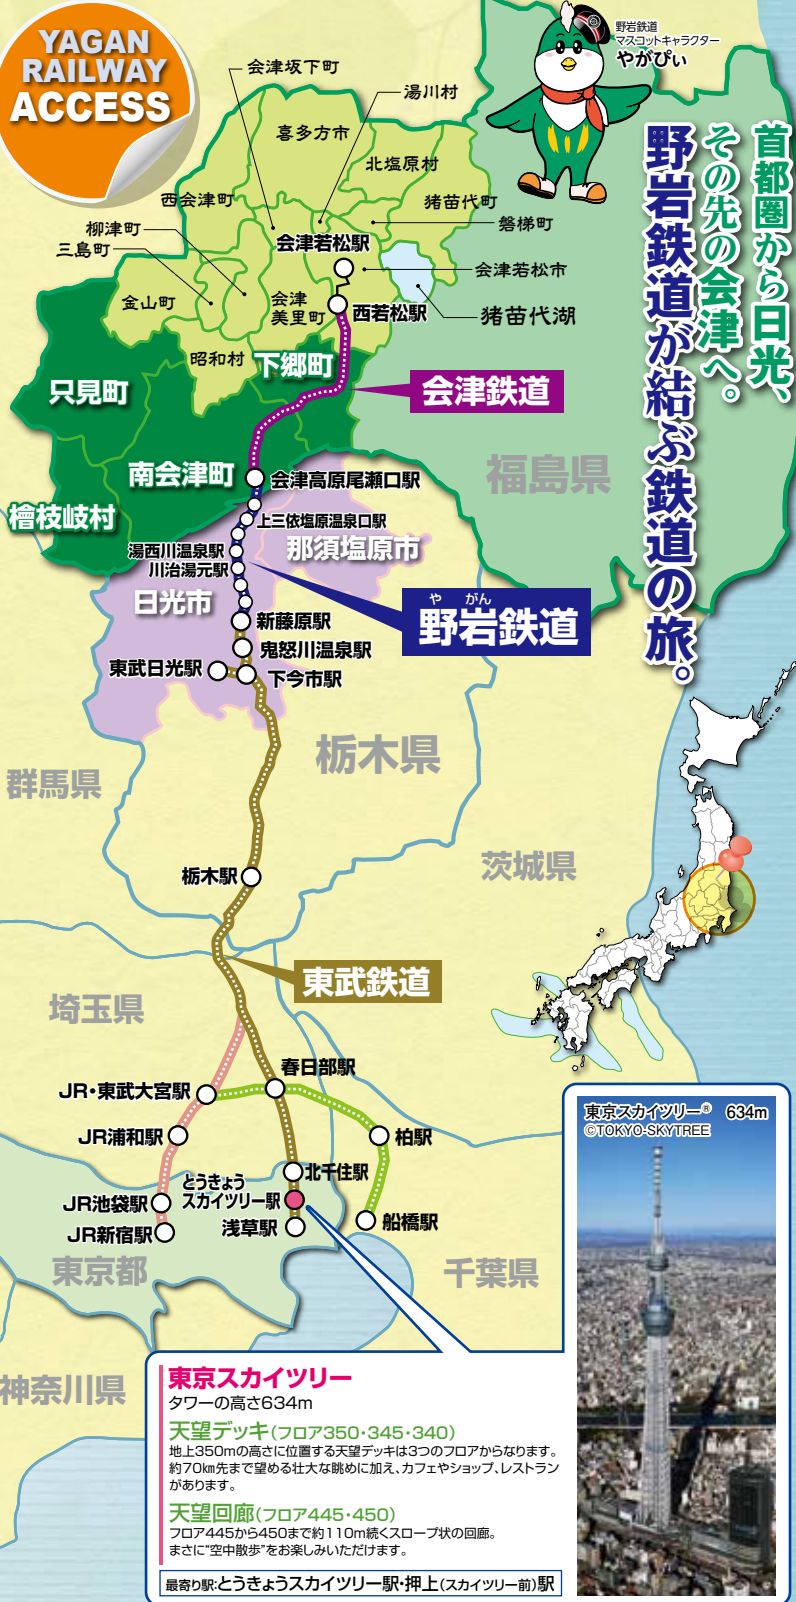 YAGAN
RAILWAY
ACCESS
野岩鉄道
マスコットキャラクター
やがぴぃ
首都圏から日光、
その先の会津へ。
野岩鉄道が結ぶ鉄道の旅。
会津坂下町
湯川村
喜多方市
北塩原村
西会津町
猪苗代町
柳津町
磐梯町
三島町
会津若松駅
会津若松市
金山町
会津
美里町
西若松駅
猪苗代湖
昭和村
下郷町
只見町
会津鉄道
南会津町
会津高原尾瀬口駅
福島県
檜枝岐村
上三依塩原温泉口駅
湯西川温泉駅
那須塩原市
川治湯元駅
日光市
や がん
野岩鉄道
新藤原駅
鬼怒川温泉駅
東武日光駅
下今市駅
栃木県
群馬県
茨城県
栃木駅
東武鉄道
埼玉県
春日部駅
JR・東武大宮駅
JR浦和駅
柏駅
北千住駅
とうきょう
スカイツリー駅
JR池袋駅
浅草駅
船橋駅
JR新宿駅
東京都
千葉県
神奈川県
東京スカイツリー® 634m
©TOKYO-SKYTREE
東京スカイツリー
タワーの高さ634m
天望デッキ(フロア350・345・340)
地上350mの高さに位置する天望デッキは3つのフロアからなります。
約70km先まで望める壮大な眺めに加え、カフェやショップ、レストラン
があります。
天望回廊(フロア445・450)
フロア445から450まで約110m続くスロープ状の回廊。
まさに"空中散歩"をお楽しみいただけます。
最寄り駅:とうきょうスカイツリー駅・押上(スカイツリー前)駅